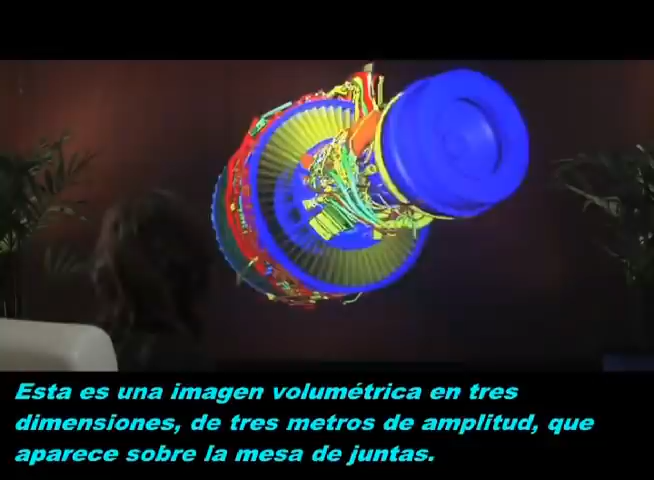 Esta es una imagen volumétrica en tres
dimensiones, de tres metros de amplitud, que
aparece sobre la mesa de juntas.